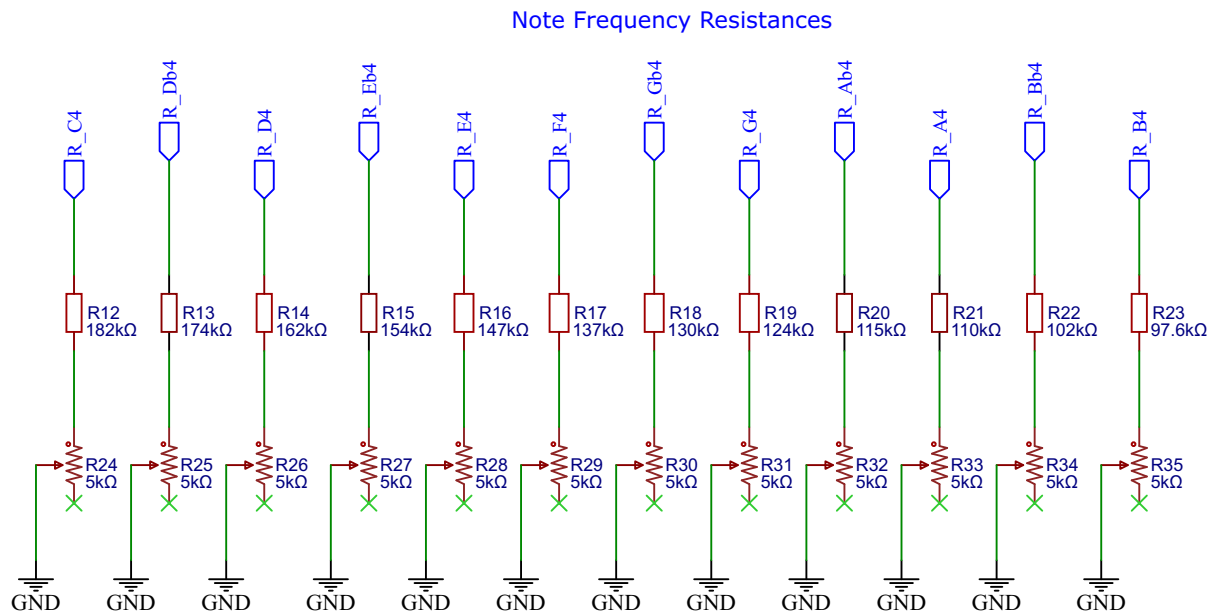 Note Frequency Resistances
R_C4
R_Db4
R_D4
R_Eb4
R_E4
R_F4
R_Gb4
R_G4
R_Ab4
R_A4
R_Bb4
R_B4
R12
182kΩ
R13
174kΩ
R14
162kΩ
R15
154kΩ
R16
147kΩ
R17
137kΩ
R18
130kΩ
R19
124kΩ
R20
115kΩ
R21
110kΩ
R22
102kΩ
R23
97.6kΩ
R24
5kΩ
R25
5kΩ
R26
5kΩ
R27
5kΩ
R28
5kΩ
R29
5kΩ
R30
5kΩ
R31
5kΩ
R32
5kΩ
R33
5kΩ
R34
5kΩ
R35
5kΩ
GND
GND
GND
GND
GND
GND
GND
GND
GND
GND
GND
GND